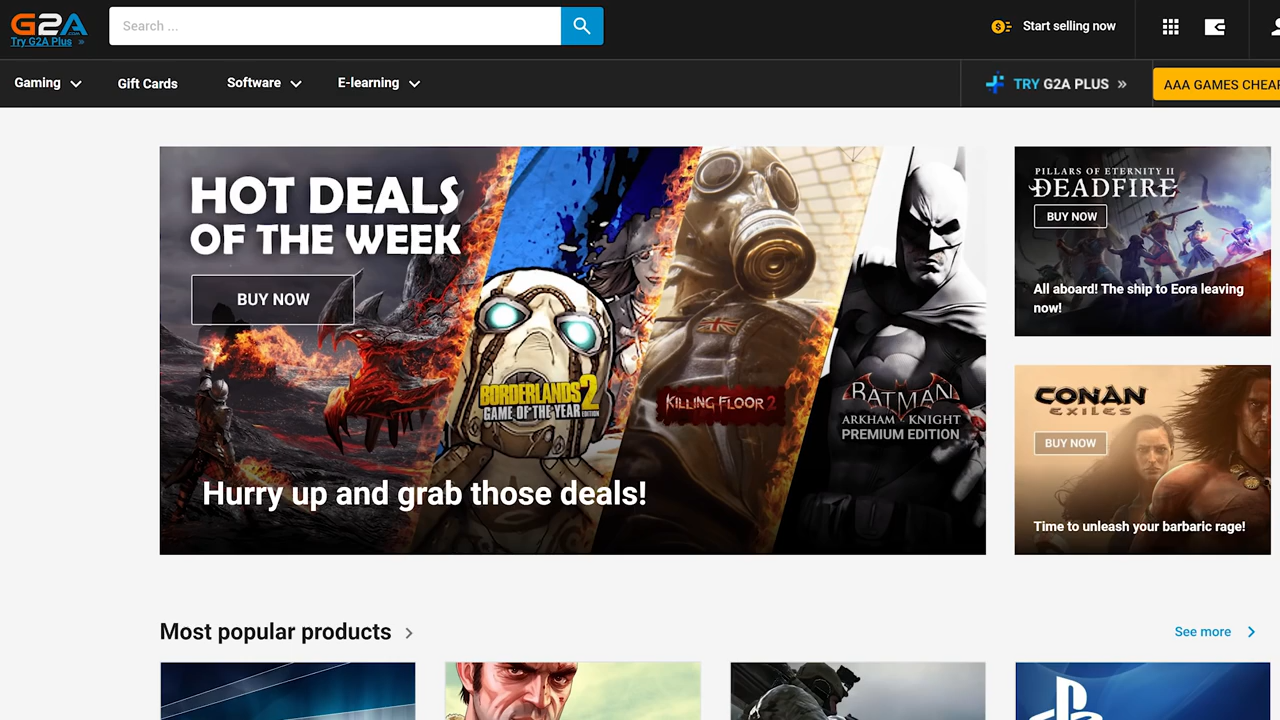 G2A
.COM
Try G2A Plus »
Search ...
Start selling now
Gaming
Gift Cards
Software
E-learning
TRY G2A PLUS »
AAA GAMES CHEAP
HOT DEALS
OF THE WEEK
BUY NOW
BORDERLANDS 2
GAME OF THE YEAR EDITION
KILLING FLOOR 2
BATMAN
ARKHAM KNIGHT
PREMIUM EDITION
Hurry up and grab those deals!
PILLARS OF ETERNITY II
DEADFIRE
BUY NOW
All aboard! The ship to Eora leaving
now!
CONAN
EXILES
BUY NOW
Time to unleash your barbaric rage!
Most popular products
See more